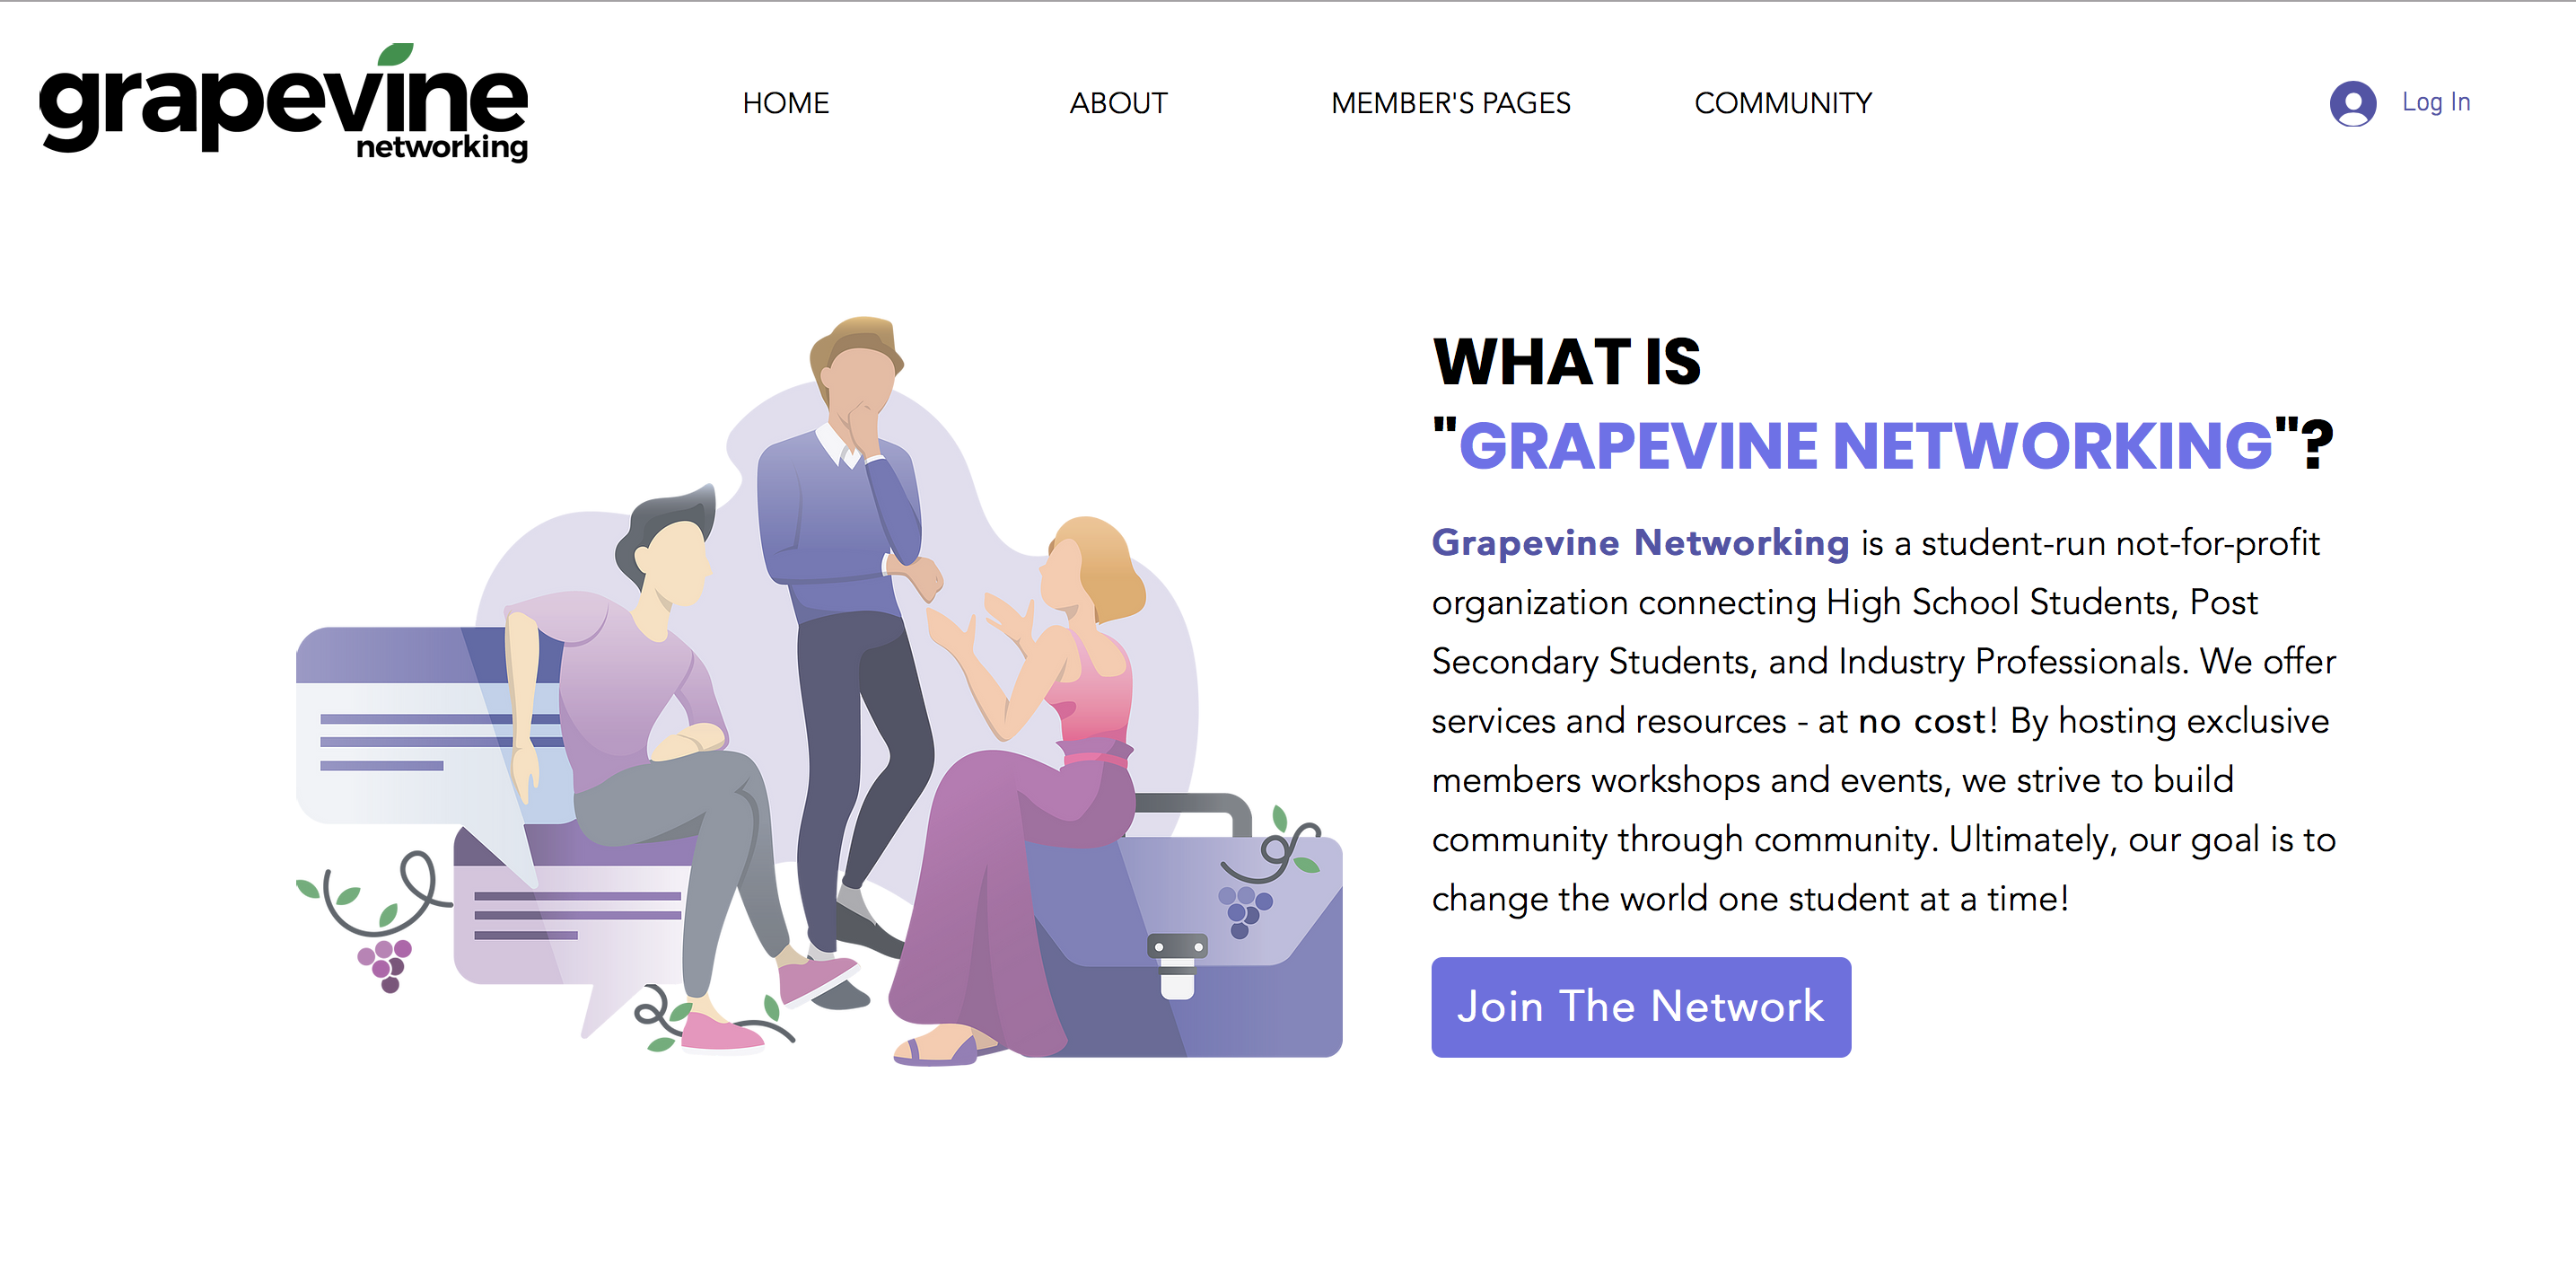 grapevine
networking
HOME ABOUT MEMBER'S PAGES COMMUNITY Log In
WHAT IS
"GRAPEVINE NETWORKING"?
Grapevine Networking is a student-run not-for-profit
organization connecting High School Students, Post
Secondary Students, and Industry Professionals. We offer
services and resources - at no cost! By hosting exclusive
members workshops and events, we strive to build
community through community. Ultimately, our goal is to
change the world one student at a time!
Join The Network